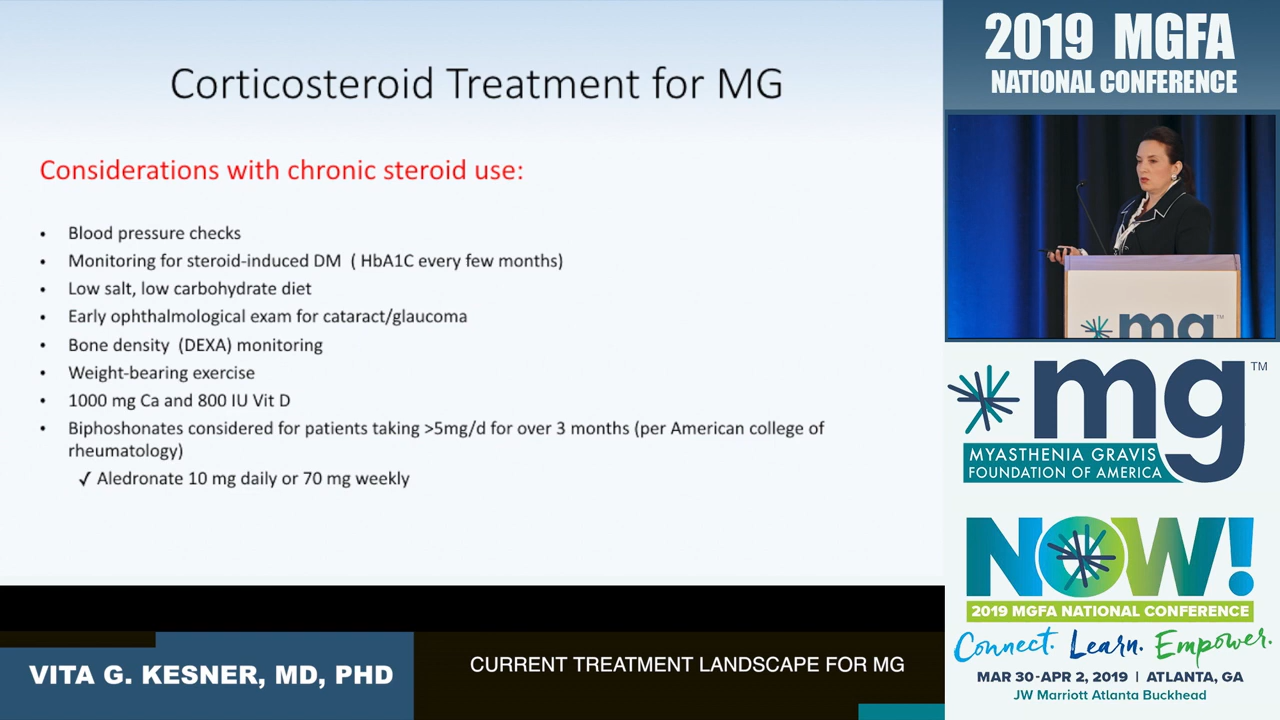 Corticosteroid Treatment for MG
Considerations with chronic steroid use:
• Blood pressure checks
• Monitoring for steroid-induced DM ( HbA1C every few months)
• Low salt, low carbohydrate diet
• Early ophthalmological exam for cataract/glaucoma
• Bone density (DEXA) monitoring
• Weight-bearing exercise
• 1000 mg Ca and 800 IU Vit D
• Biphoshonates considered for patients taking >5mg/d for over 3 months (per American college of
rheumatology)
✓ Aledronate 10 mg daily or 70 mg weekly
VITA G. KESNER, MD, PHD
CURRENT TREATMENT LANDSCAPE FOR MG
2019 MGFA
NATIONAL CONFERENCE
mg TM
mg TM
MYASTHENIA GRAVIS
FOUNDATION OF AMERICA
NOW!
2019 MGFA NATIONAL CONFERENCE
Connect. Learn. Empower.
MAR 30-APR 2, 2019 | ATLANTA, GA
JW Marriott Atlanta Buckhead